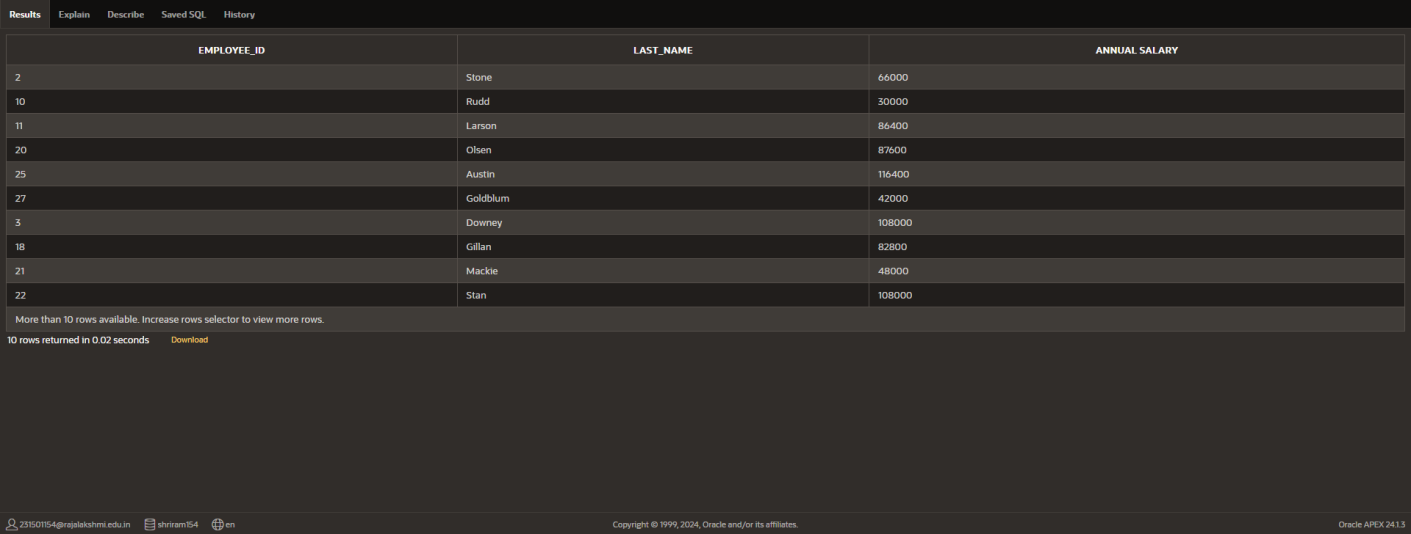 Results Explain Describe Saved SQL History
EMPLOYEE_ID LAST_NAME ANNUAL SALARY
2 Stone 66000
10 Rudd 30000
11 Larson 86400
20 Olsen 87600
25 Austin 116400
27 Goldblum 42000
3 Downey 108000
18 Gillan 82800
21 Mackie 48000
22 Stan 108000
More than 10 rows available. Increase rows selector to view more rows.
10 rows returned in 0.02 seconds Download
231501154@rajalakshmi.edu.in shriram154 en Copyright © 1999, 2024, Oracle and/or its affiliates. Oracle APEX 24.1.3